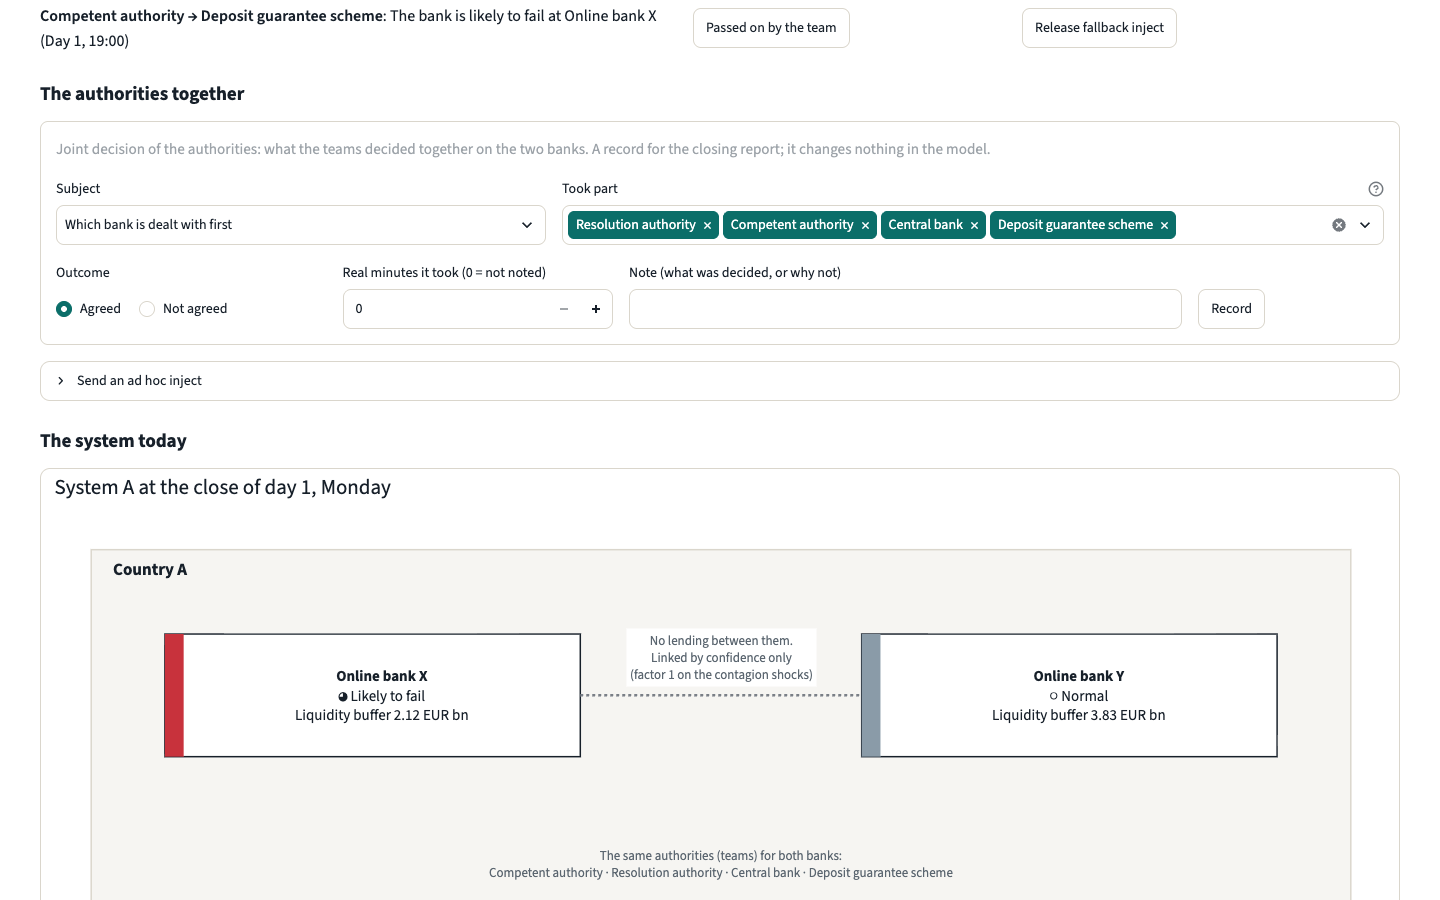 Competent authority → Deposit guarantee scheme: The bank is likely to fail at Online bank X
(Day 1, 19:00)
Passed on by the team
Release fallback inject
The authorities together
Joint decision of the authorities: what the teams decided together on the two banks. A record for the closing report; it changes nothing in the model.
Subject
Took part
Which bank is dealt with first
Resolution authority
Competent authority
Central bank
Deposit guarantee scheme
Outcome
Real minutes it took (0 = not noted)
Note (what was decided, or why not)
Agreed
Not agreed
0
Record
Send an ad hoc inject
The system today
System A at the close of day 1, Monday
Country A
No lending between them.
Linked by confidence only
(factor 1 on the contagion shocks)
Online bank X
Likely to fail
Liquidity buffer 2.12 EUR bn
Online bank Y
Normal
Liquidity buffer 3.83 EUR bn
The same authorities (teams) for both banks:
Competent authority · Resolution authority · Central bank · Deposit guarantee scheme